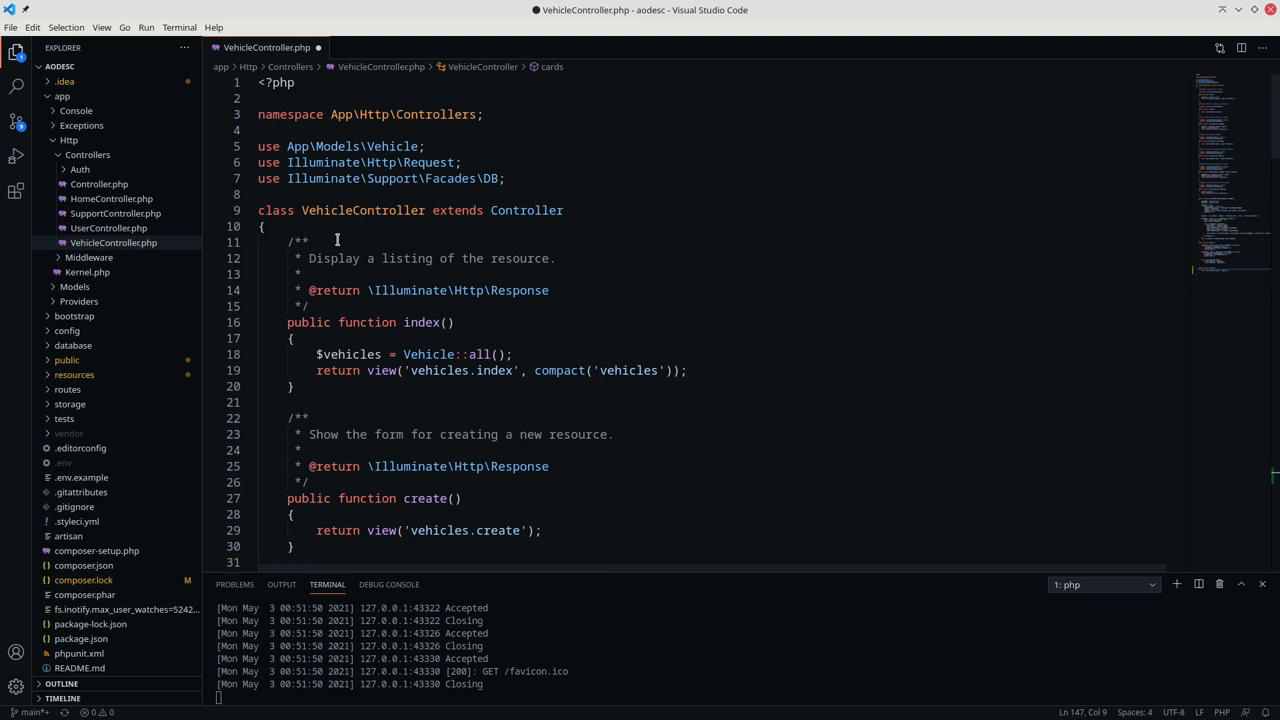 VehicleController.php - aodesc - Visual Studio Code
File Edit Selection View Go Run Terminal Help
EXPLORER
AODESC
.idea
app
Console
Exceptions
Http
Controllers
Auth
Controller.php
HomeController.php
SupportController.php
UserController.php
VehicleController.php
Middleware
Kernel.php
Models
Providers
bootstrap
config
database
public
resources
routes
storage
tests
vendor
.editorconfig
.env
.env.example
.gitattributes
.gitignore
.styleci.yml
artisan
composer-setup.php
composer.json
composer.lock M
composer.phar
fs.inotify.max_user_watches=5242...
package-lock.json
package.json
phpunit.xml
README.md
OUTLINE
TIMELINE
1
9
VehicleController.php
app > Http > Controllers > VehicleController.php > VehicleController > cards
1 <?php
2
3 namespace App\Http\Controllers;
4
5 use App\Models\Vehicle;
6 use Illuminate\Http\Request;
7 use Illuminate\Support\Facades\DB;
8
9 class VehicleController extends Controller
10 {
11 /**
12 * Display a listing of the resource.
13 *
14 * @return \Illuminate\Http\Response
15 */
16 public function index()
17 {
18 $vehicles = Vehicle::all();
19 return view('vehicles.index', compact('vehicles'));
20 }
21
22 /**
23 * Show the form for creating a new resource.
24 *
25 * @return \Illuminate\Http\Response
26 */
27 public function create()
28 {
29 return view('vehicles.create');
30 }
31
PROBLEMS OUTPUT TERMINAL DEBUG CONSOLE 1: php
[Mon May  3 00:51:50 2021] 127.0.0.1:43322 Accepted
[Mon May  3 00:51:50 2021] 127.0.0.1:43322 Closing
[Mon May  3 00:51:50 2021] 127.0.0.1:43326 Accepted
[Mon May  3 00:51:50 2021] 127.0.0.1:43326 Closing
[Mon May  3 00:51:50 2021] 127.0.0.1:43330 Accepted
[Mon May  3 00:51:50 2021] 127.0.0.1:43330 [200]: GET /favicon.ico
[Mon May  3 00:51:50 2021] 127.0.0.1:43330 Closing
main*+ 0 0 Ln 147, Col 9 Spaces: 4 UTF-8 LF PHP